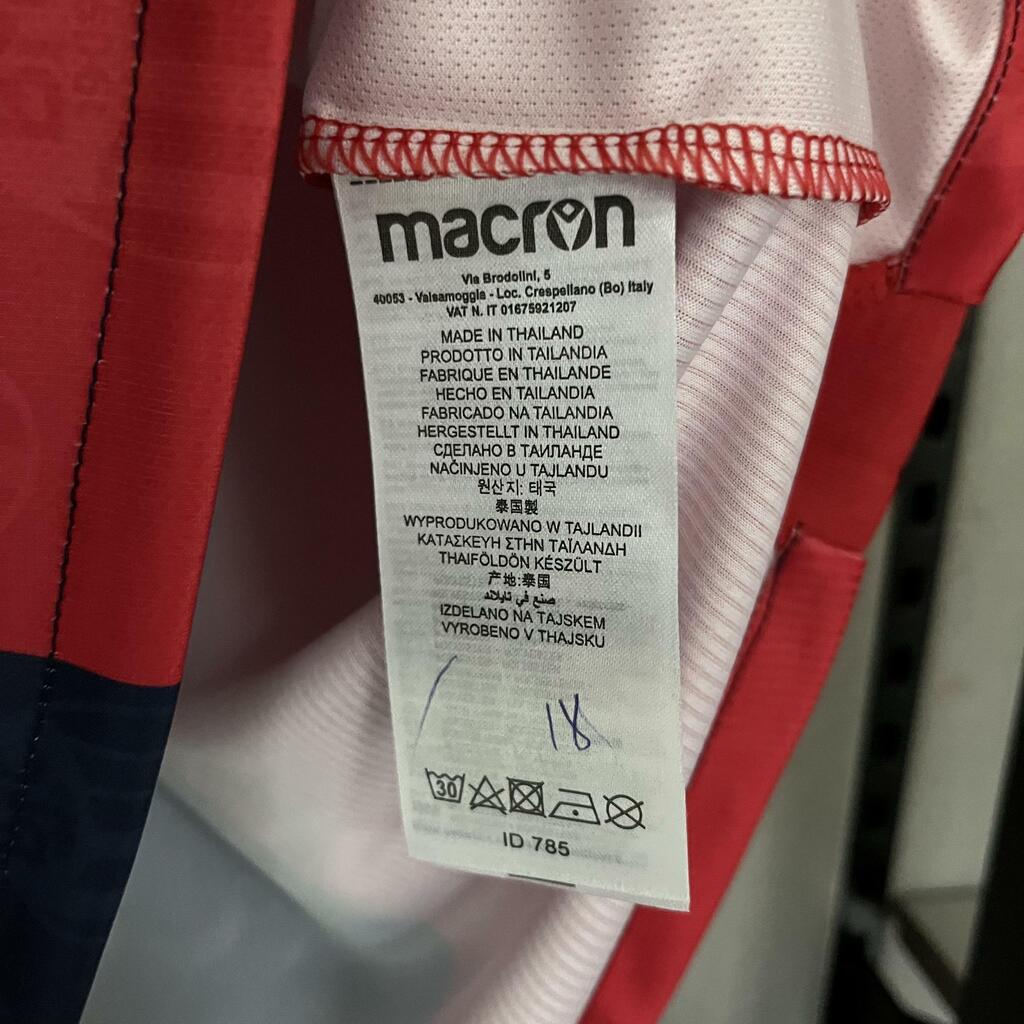 macron
Via Brodolini, 5
40053 - Valsamoggia - Loc. Crespellano (Bo) Italy
VAT N. IT 01675921207
MADE IN THAILAND
PRODOTTO IN TAILANDIA
FABRIQUE EN THAILANDE
HECHO EN TAILANDIA
FABRICADO NA TAILANDIA
HERGESTELLT IN THAILAND
СДЕЛАНО В ТАИЛАНДЕ
NAČINJENO U TAJLANDU
원산지: 태국
泰国製
WYPRODUKOWANO W TAJLANDII
ΚΑΤΑΣΚΕΥΗ ΣΤΗΝ ΤΑΪΛΑΝΔΗ
THAIFÖLDÖN KÉSZÜLT
产地:泰国
صنع في تايلاند
IZDELANO NA TAJSKEM
VYROBENO V THAJSKU
18
30
ID 785